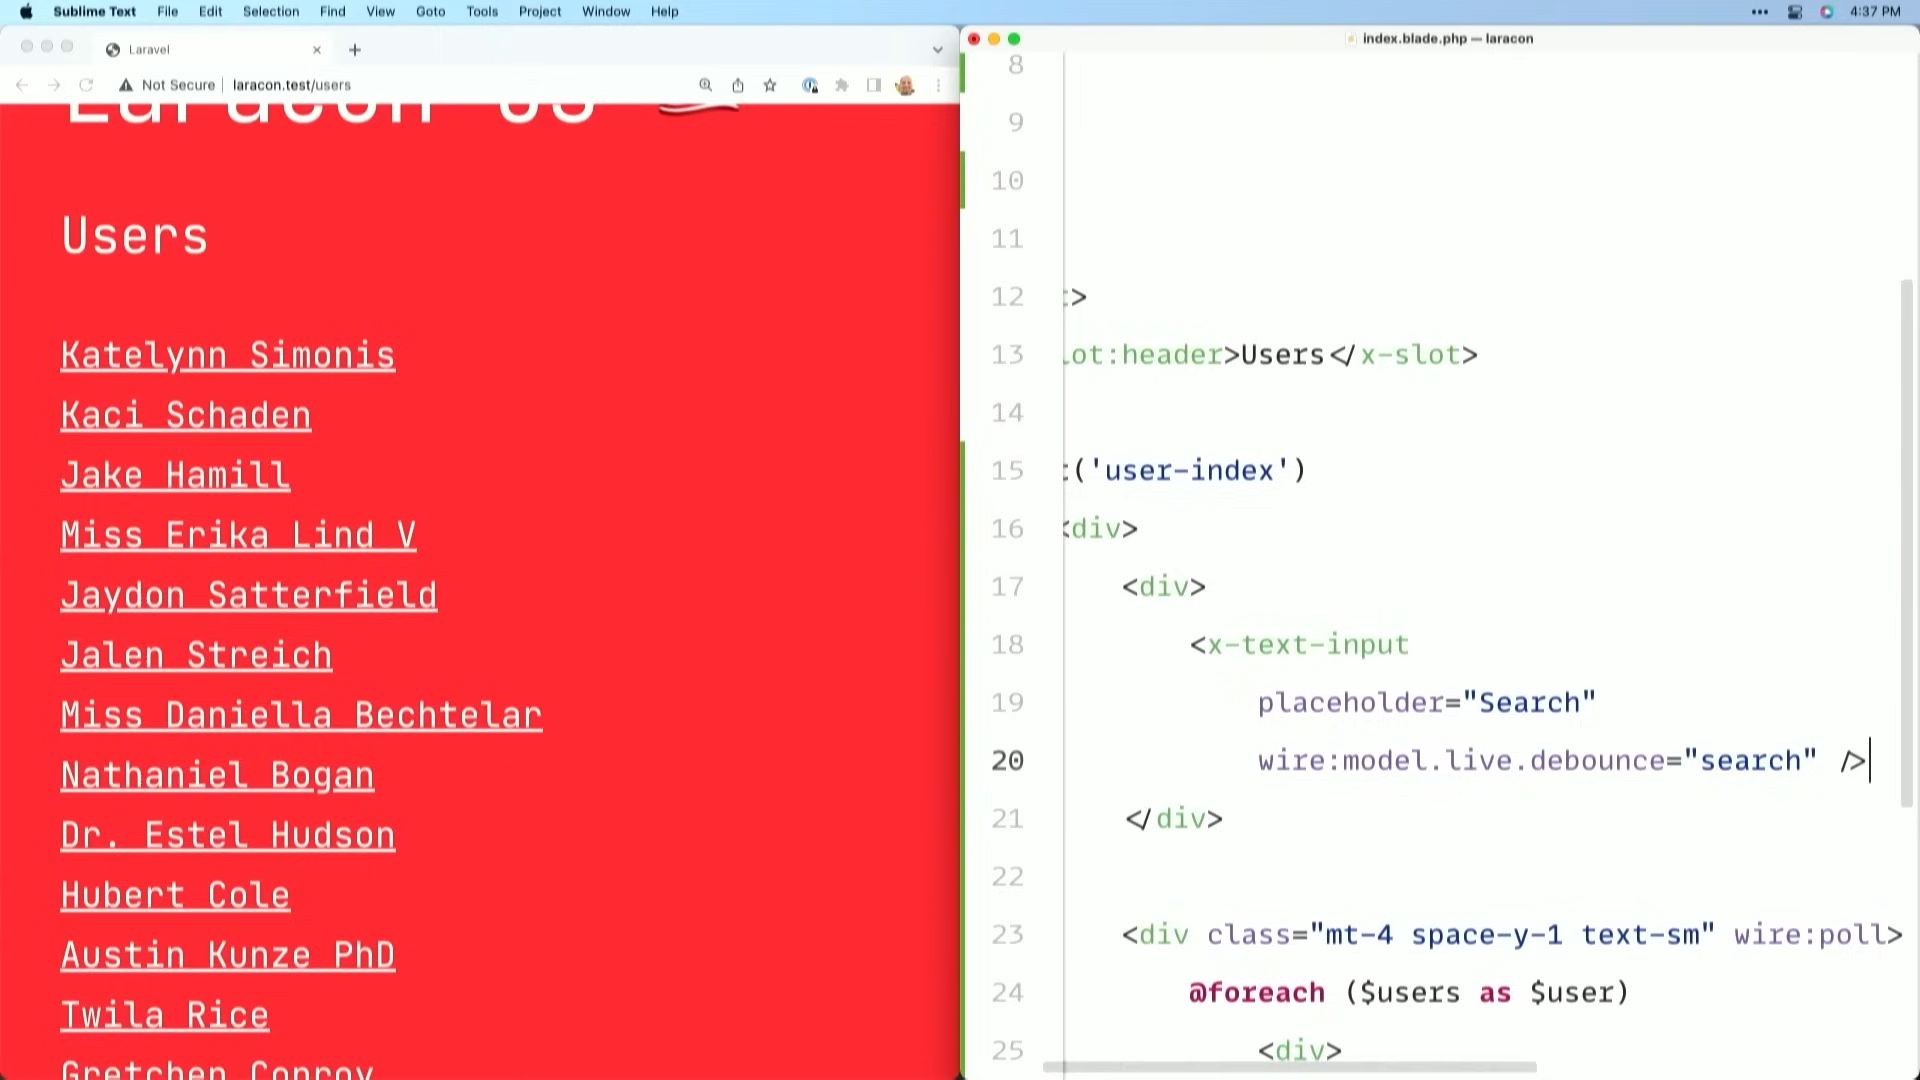 Sublime Text File Edit Selection Find View Goto Tools Project Window Help 4:37 PM
Laravel
Not Secure laracon.test/users
Laracon US
Users
Katelynn Simonis
Kaci Schaden
Jake Hamill
Miss Erika Lind V
Jaydon Satterfield
Jalen Streich
Miss Daniella Bechtelar
Nathaniel Bogan
Dr. Estel Hudson
Hubert Cole
Austin Kunze PhD
Twila Rice
Gretchen Conroy
index.blade.php — laracon
8
9
10
11
12 >
13 ot:header>Users</x-slot>
14
15 ('user-index')
16 <div>
17 <div>
18 <x-text-input
19 placeholder="Search"
20 wire:model.live.debounce="search" />
21 </div>
22
23 <div class="mt-4 space-y-1 text-sm" wire:poll>
24 @foreach ($users as $user)
25 <div>